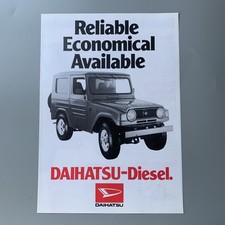 Reliable
Economical
Available
DAIHATSU-Diesel.
DAIHATSU